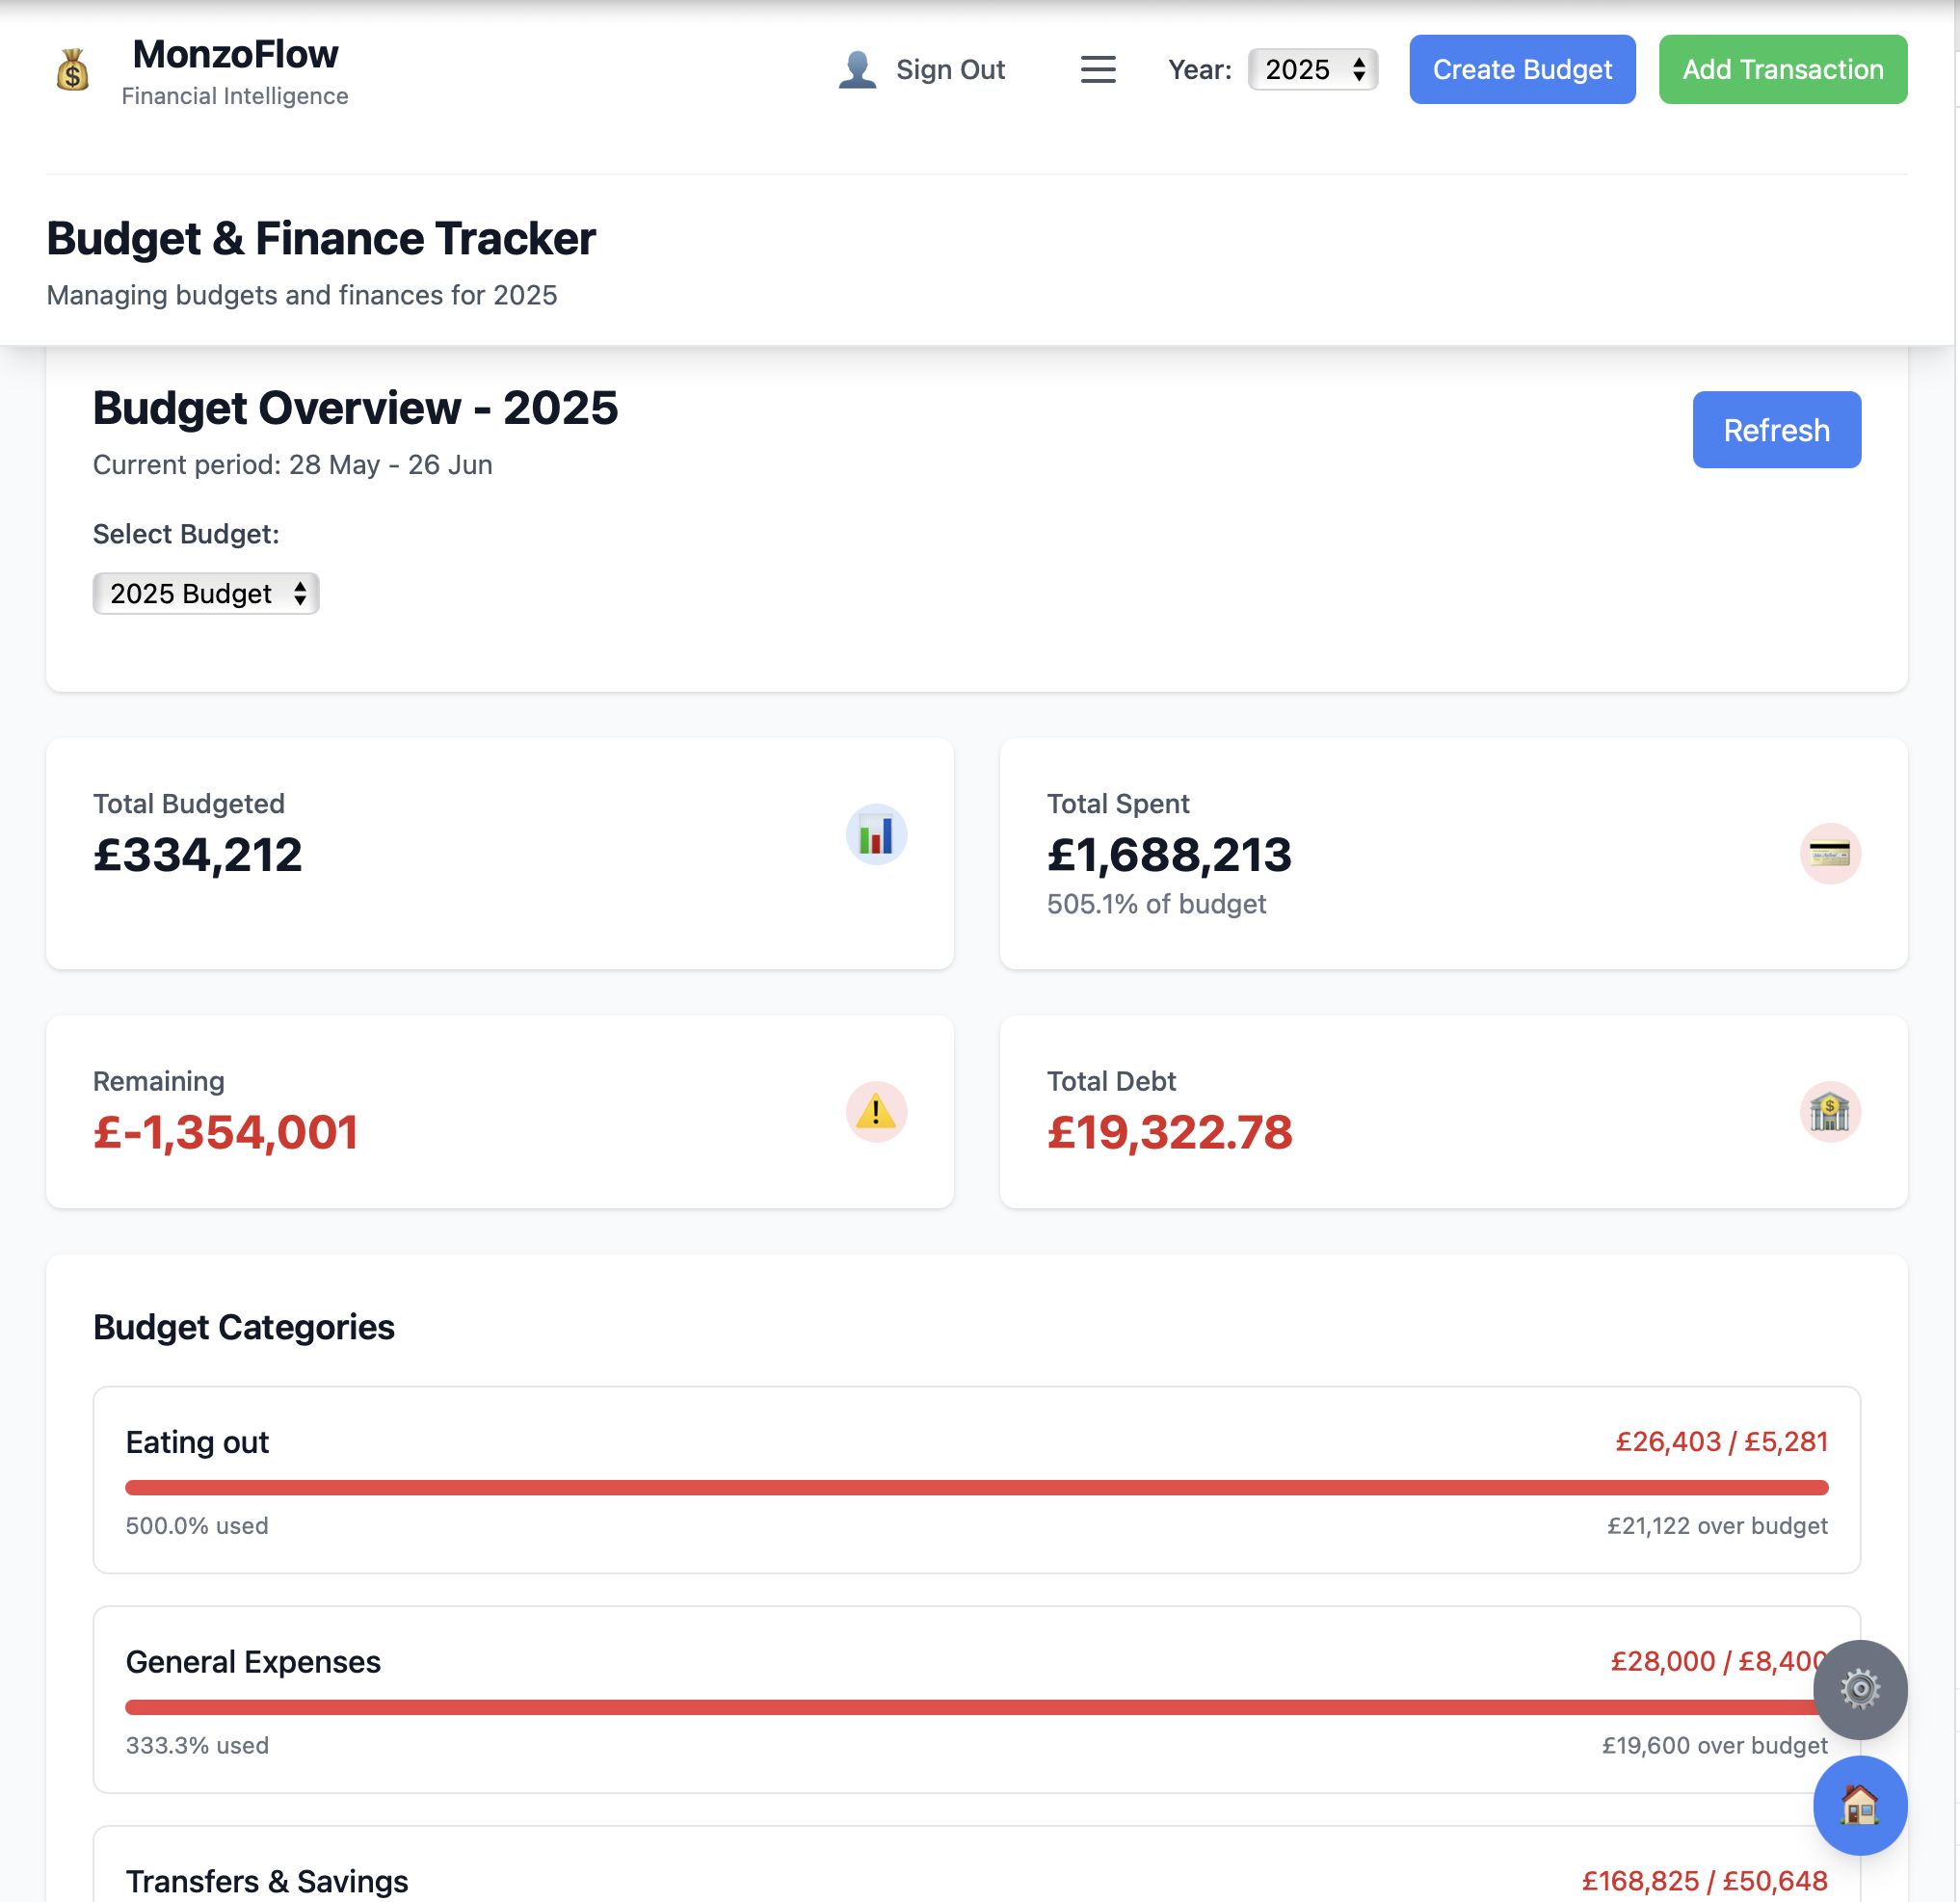 MonzoFlow
Financial Intelligence
Sign Out
Year: 2025
Create Budget
Add Transaction
Budget & Finance Tracker
Managing budgets and finances for 2025
Budget Overview - 2025
Current period: 28 May - 26 Jun
Refresh
Select Budget:
2025 Budget
Total Budgeted
£334,212
Total Spent
£1,688,213
505.1% of budget
Remaining
£-1,354,001
Total Debt
£19,322.78
Budget Categories
Eating out
£26,403 / £5,281
500.0% used
£21,122 over budget
General Expenses
£28,000 / £8,400
333.3% used
£19,600 over budget
Transfers & Savings
£168,825 / £50,648